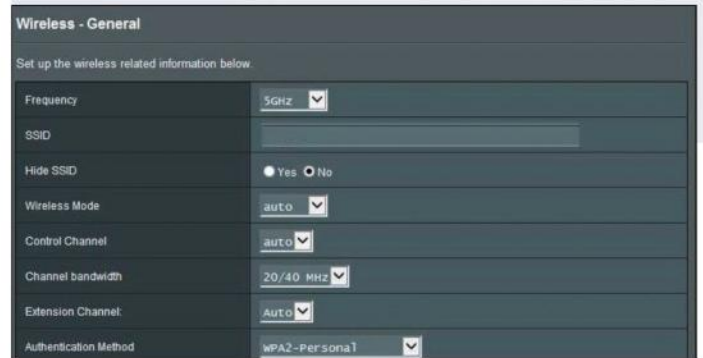 Wireless - General
Set up the wireless related information below.
Frequency 5GHz
SSID
Hide SSID Yes No
Wireless Mode auto
Control Channel auto
Channel bandwidth 20/40 MHz
Extension Channel: Auto
Authentication Method WPA2-Personal